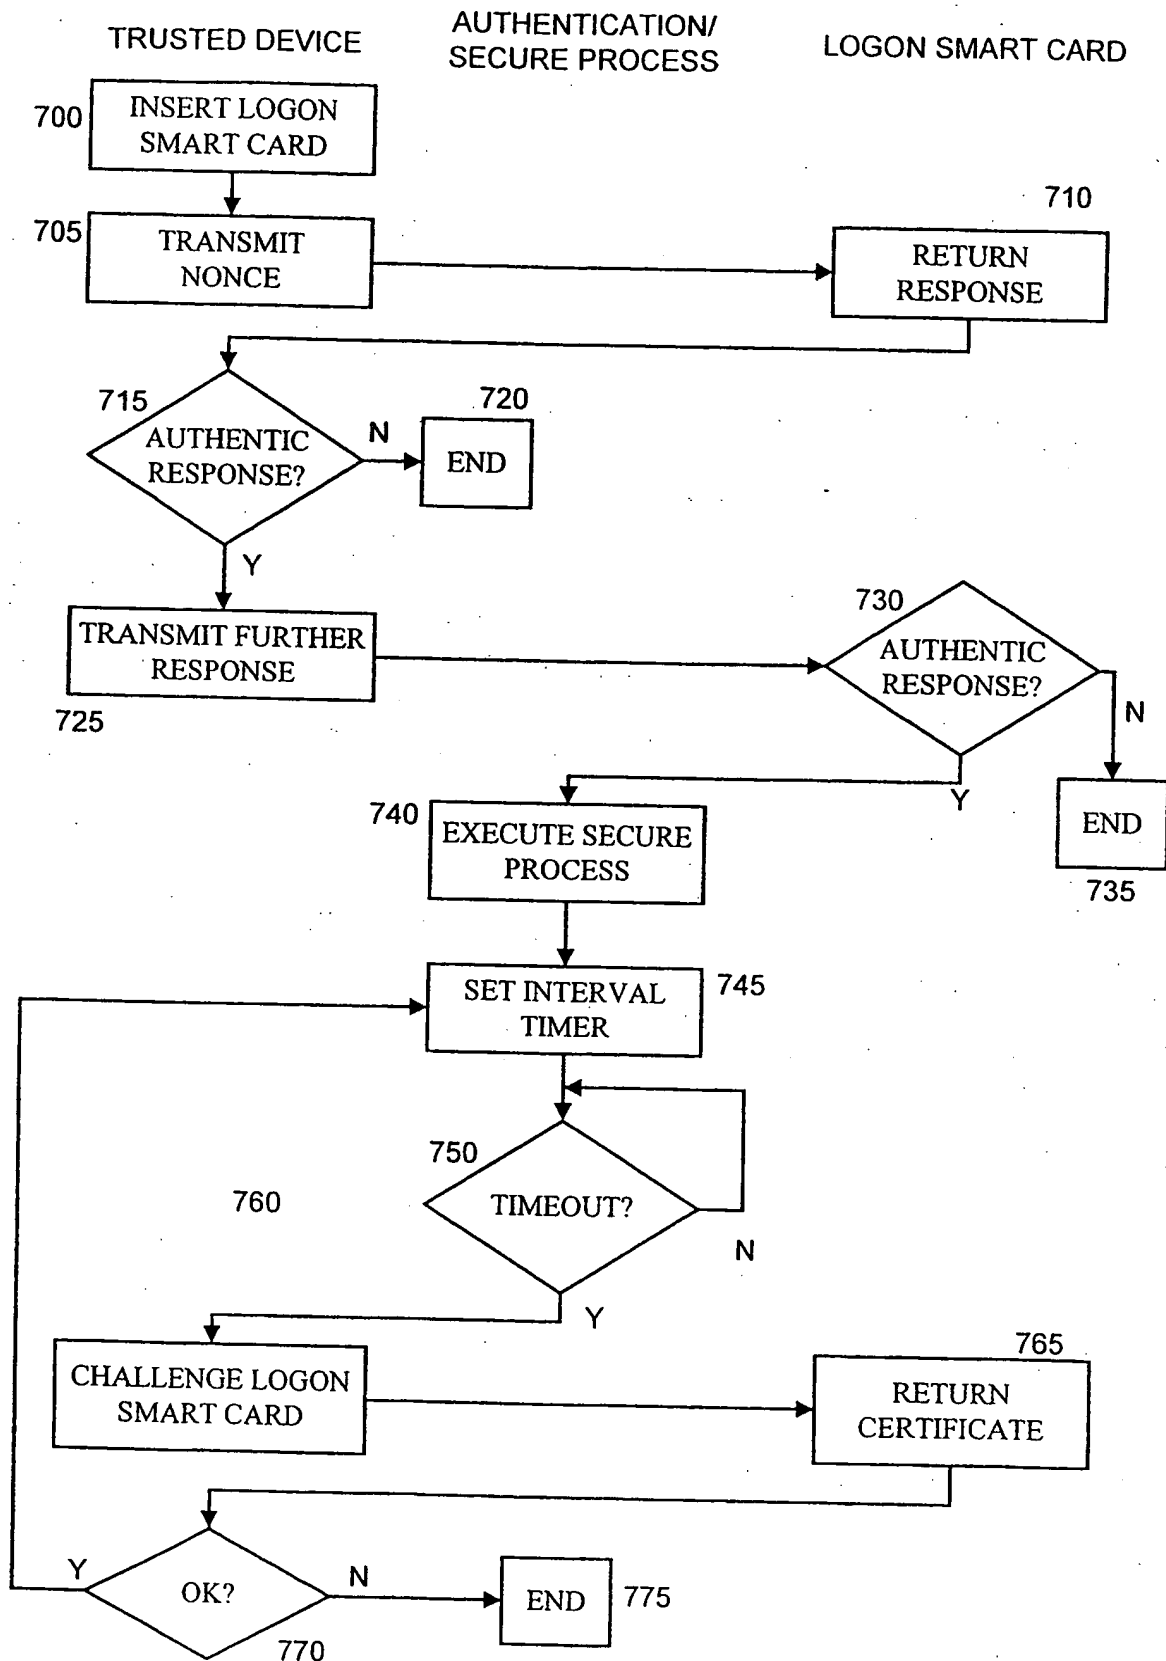 TRUSTED DEVICE
AUTHENTICATION/
SECURE PROCESS
LOGON SMART CARD
700
INSERT LOGON
SMART CARD
705
TRANSMIT
NONCE
710
RETURN
RESPONSE
715
AUTHENTIC
RESPONSE?
N
720
END
Y
TRANSMIT FURTHER
RESPONSE
725
730
AUTHENTIC
RESPONSE?
N
Y
END
735
740
EXECUTE SECURE
PROCESS
SET INTERVAL
TIMER
745
750
TIMEOUT?
N
760
Y
CHALLENGE LOGON
SMART CARD
765
RETURN
CERTIFICATE
Y
OK?
N
770
END
775